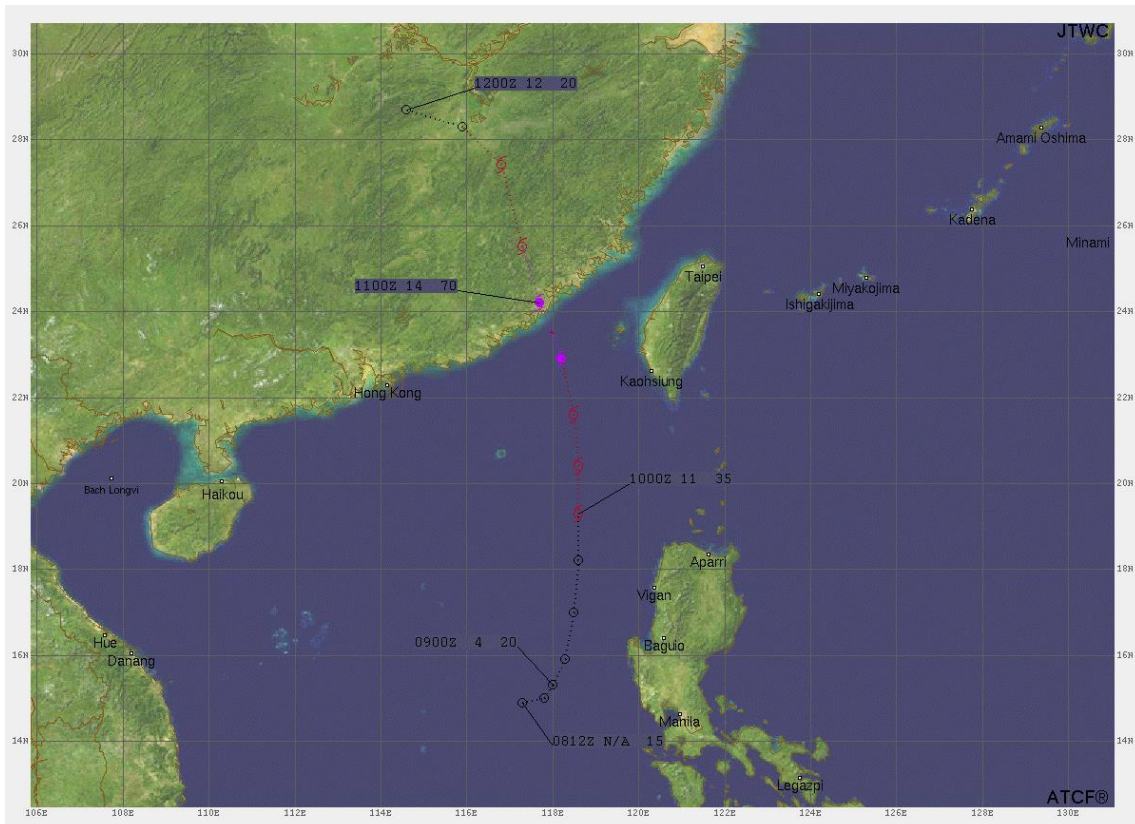 JTWC
30N
30N
1200Z 12 20
28N
28N
Amami Oshima
26N
26N
Kadena
Minami
Taipei
1100Z 14 70
Miyakojima
Ishigakijima
24N
24N
Kaohsiung
Hong Kong
22N
22N
1000Z 11 35
20N
20N
Bach Longvi
Haikou
Aparri
18N
18N
Vigan
0900Z 4 20
Hue
Baguio
16N
16N
Danang
Manila
14N
14N
0812Z N/A 15
Legazpi
ATCF®
106E 108E 110E 112E 114E 116E 118E 120E 122E 124E 126E 128E 130E